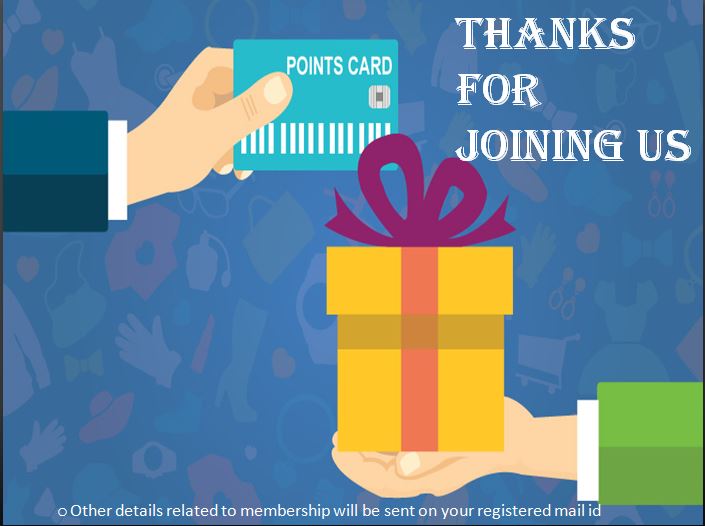 POINTS CARD
THANKS
FOR
JOINING US
o Other details related to membership will be sent on your registered mail id